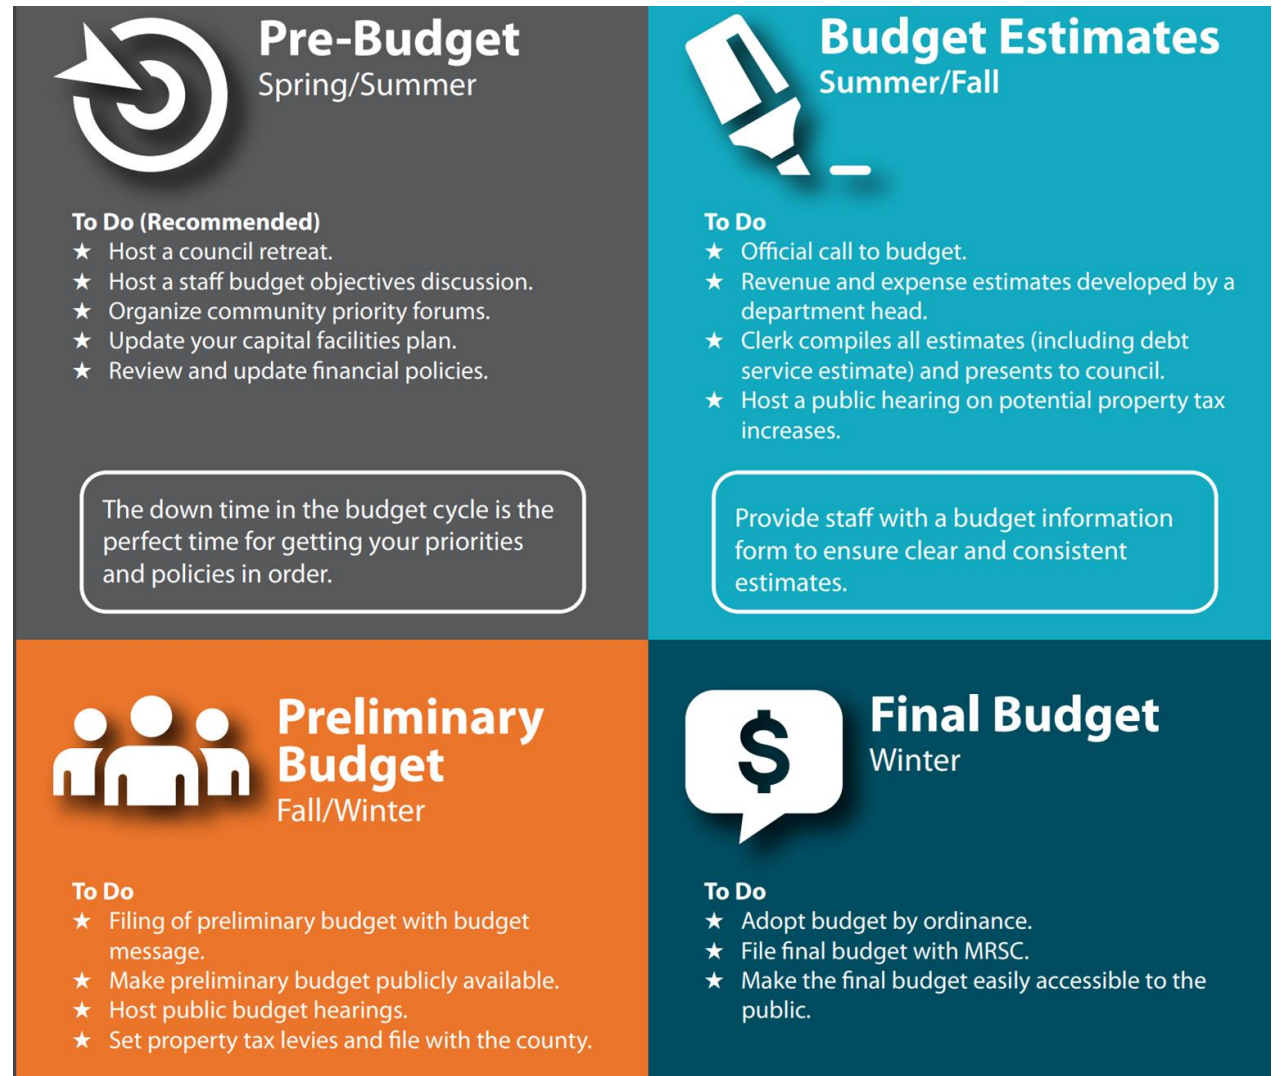 Pre-Budget
Spring/Summer
To Do (Recommended)
★ Host a council retreat.
★ Host a staff budget objectives discussion.
★ Organize community priority forums.
★ Update your capital facilities plan.
★ Review and update financial policies.
The down time in the budget cycle is the
perfect time for getting your priorities
and policies in order.
Budget Estimates
Summer/Fall
To Do
★ Official call to budget.
★ Revenue and expense estimates developed by a
department head.
★ Clerk compiles all estimates (including debt
service estimate) and presents to council.
★ Host a public hearing on potential property tax
increases.
Provide staff with a budget information
form to ensure clear and consistent
estimates.
Preliminary
Budget
Fall/Winter
To Do
★ Filing of preliminary budget with budget
message.
★ Make preliminary budget publicly available.
★ Host public budget hearings.
★ Set property tax levies and file with the county.
$
Final Budget
Winter
To Do
★ Adopt budget by ordinance.
★ File final budget with MRSC.
★ Make the final budget easily accessible to the
public.